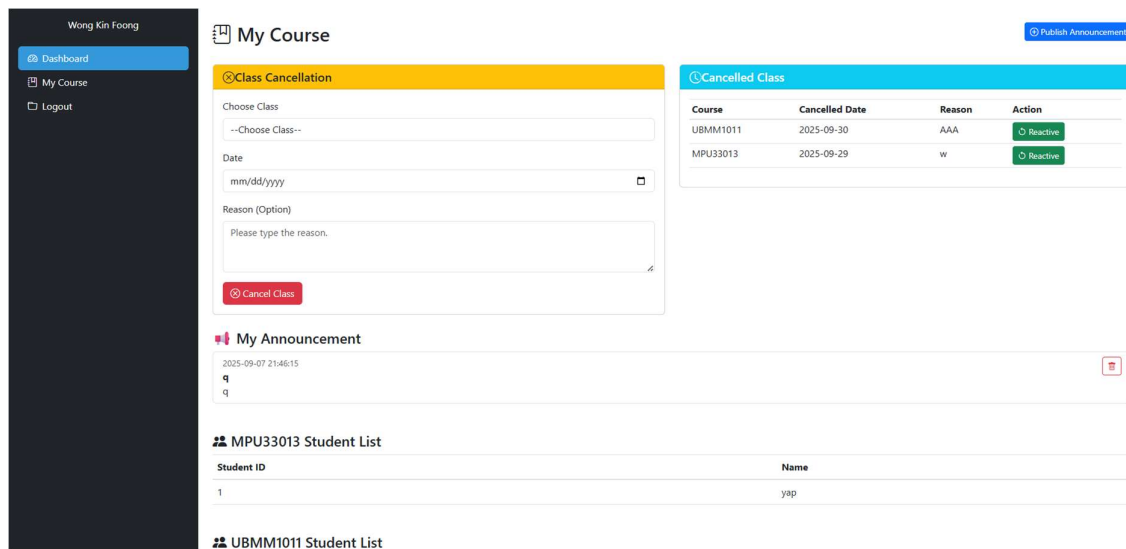 Wong Kin Foong
Dashboard
My Course
Logout
My Course
Publish Announcement
Class Cancellation
Choose Class
--Choose Class--
Date
mm/dd/yyyy
Reason (Option)
Please type the reason.
Cancel Class
Cancelled Class
Course Cancelled Date Reason Action
UBMM1011 2025-09-30 AAA Reactive
MPU33013 2025-09-29 w Reactive
My Announcement
2025-09-07 21:46:15
q
q
MPU33013 Student List
Student ID Name
1 yap
UBMM1011 Student List